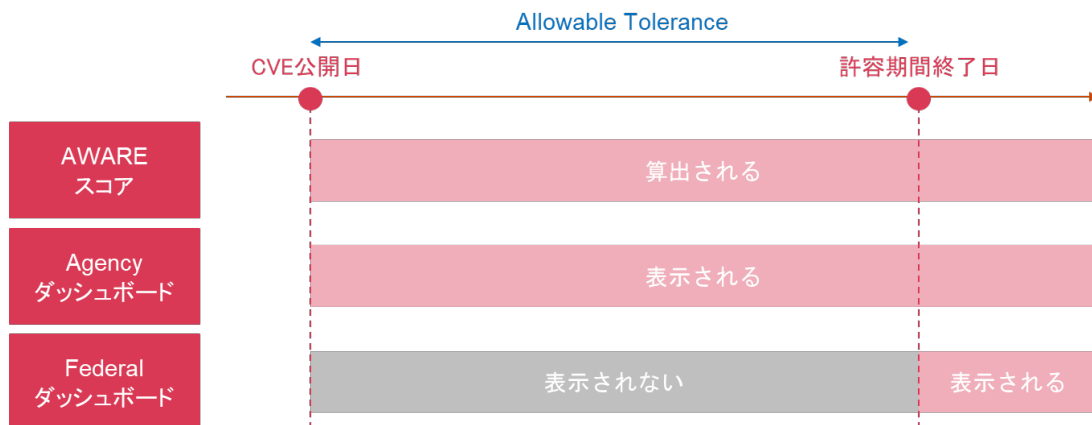 Allowable Tolerance
CVE公開日
許容期間終了日
AWARE
スコア
算出される
Agency
ダッシュボード
表示される
Federal
ダッシュボード
表示されない
表示される